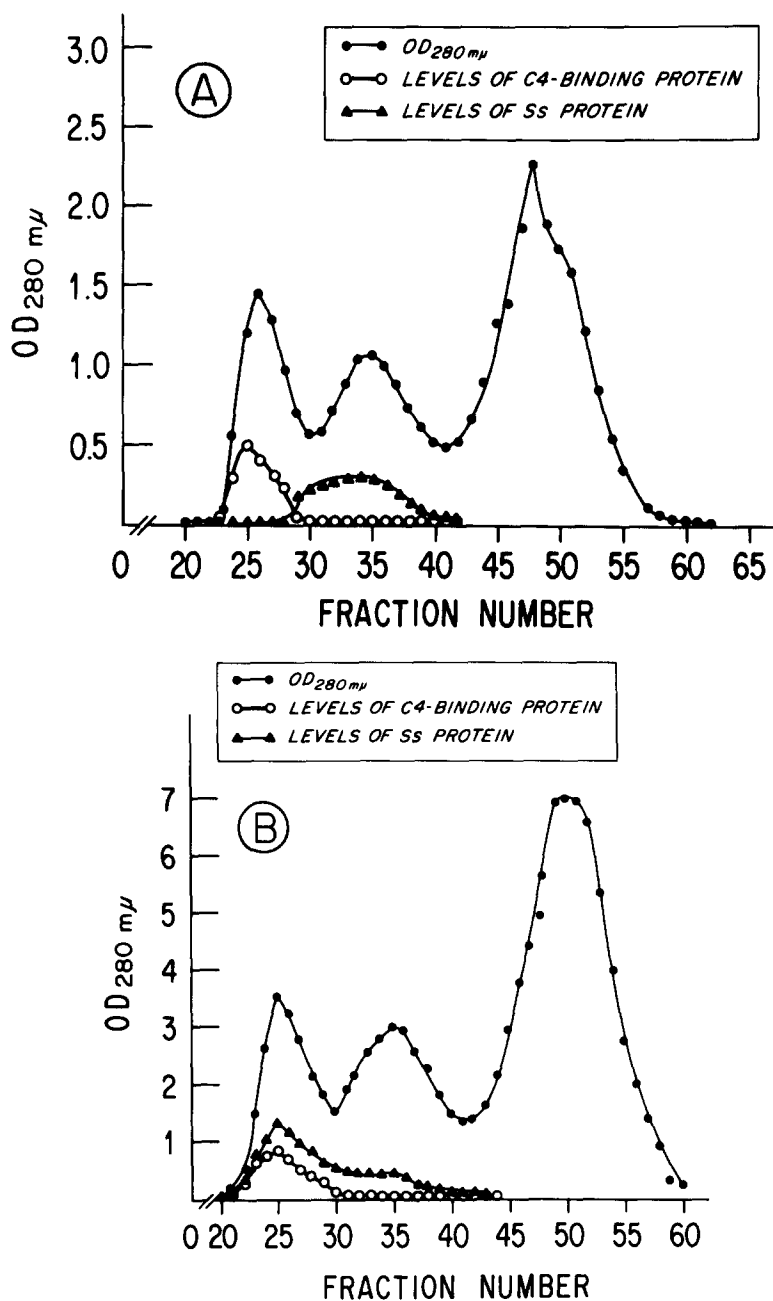 A
OD280 mμ
LEVELS OF C4-BINDING PROTEIN
LEVELS OF Ss PROTEIN
3.0
2.5
2.0
1.5
1.0
0.5
OD280 mμ
0 20 25 30 35 40 45 50 55 60 65
FRACTION NUMBER
OD280mμ
LEVELS OF C4-BINDING PROTEIN
LEVELS OF Ss PROTEIN
B
7
6
5
4
3
2
1
OD280 mμ
0 20 25 30 35 40 45 50 55 60
FRACTION NUMBER